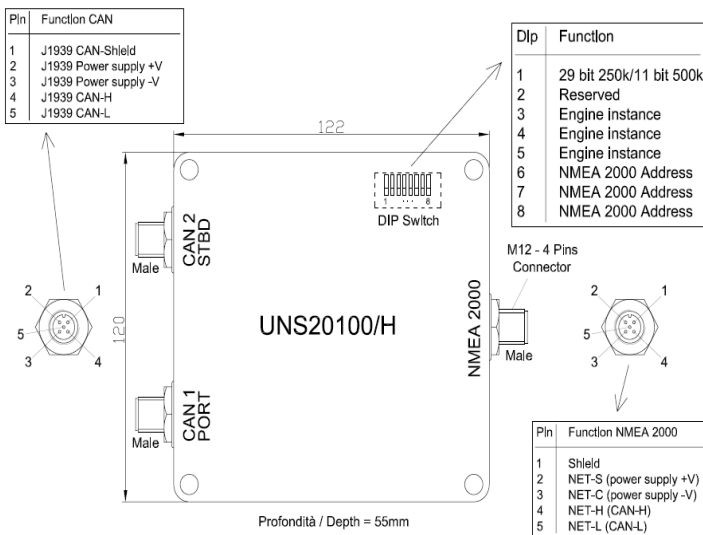 Pin Function CAN
1 J1939 CAN-Shield
2 J1939 Power supply +V
3 J1939 Power supply -V
4 J1939 CAN-H
5 J1939 CAN-L
Dip Function
1 29 bit 250k/11 bit 500k
2 Reserved
3 Engine instance
4 Engine instance
5 Engine instance
6 NMEA 2000 Address
7 NMEA 2000 Address
8 NMEA 2000 Address
122
120
1 ... 8
DIP Switch
CAN 2
STBD
Male
M12 - 4 Pins
Connector
2 1
5
3 4
UNS20100/H
NMEA 2000
Male
2 1
5
3 4
CAN 1
PORT
Male
Profondità / Depth = 55mm
Pin Function NMEA 2000
1 Shield
2 NET-S (power supply +V)
3 NET-C (power supply -V)
4 NET-H (CAN-H)
5 NET-L (CAN-L)